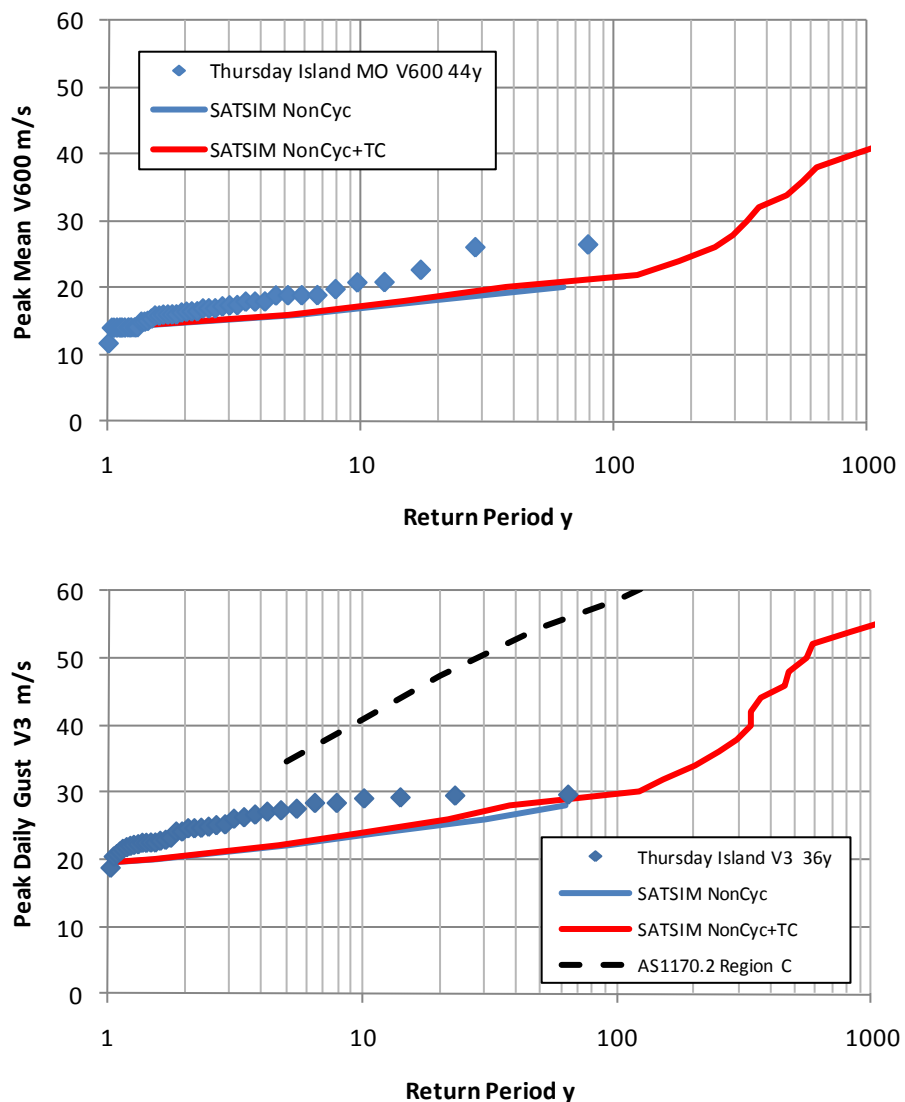 60
50
40
30
20
10
0
Peak Mean V600 m/s
Thursday Island MO V600 44y
SATSIM NonCyc
SATSIM NonCyc+TC
1
10
100
1000
Return Period y
60
50
40
30
20
10
0
Peak Daily Gust V3 m/s
Thursday Island V3 36y
SATSIM NonCyc
SATSIM NonCyc+TC
AS1170.2 Region C
1
10
100
1000
Return Period y